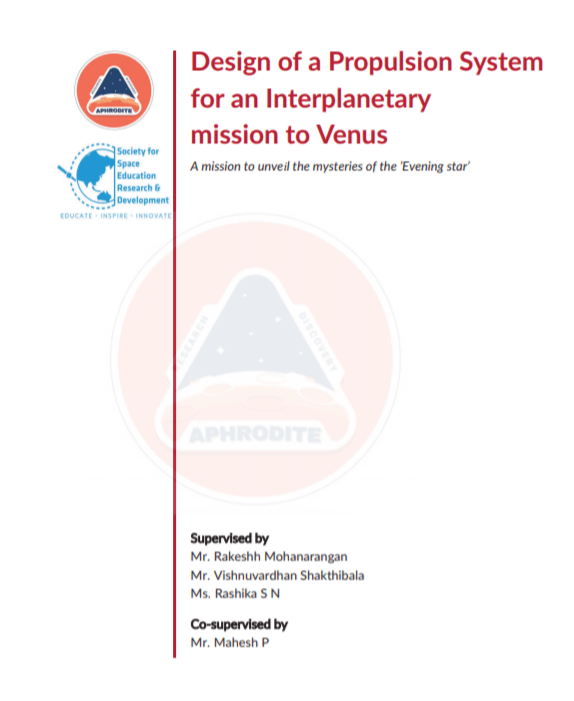 Design of a Propulsion System
for an Interplanetary
mission to Venus
A mission to unveil the mysteries of the 'Evening star'
APHRODITE
Society for
Space
Education
Research &
Development
EDUCATE - INSPIRE - INNOVATE
RESEARCH
DISCOVERY
APHRODITE
Supervised by
Mr. Rakeshh Mohanarangan
Mr. Vishnuvardhan Shakthibala
Ms. Rashika S N
Co-supervised by
Mr. Mahesh P